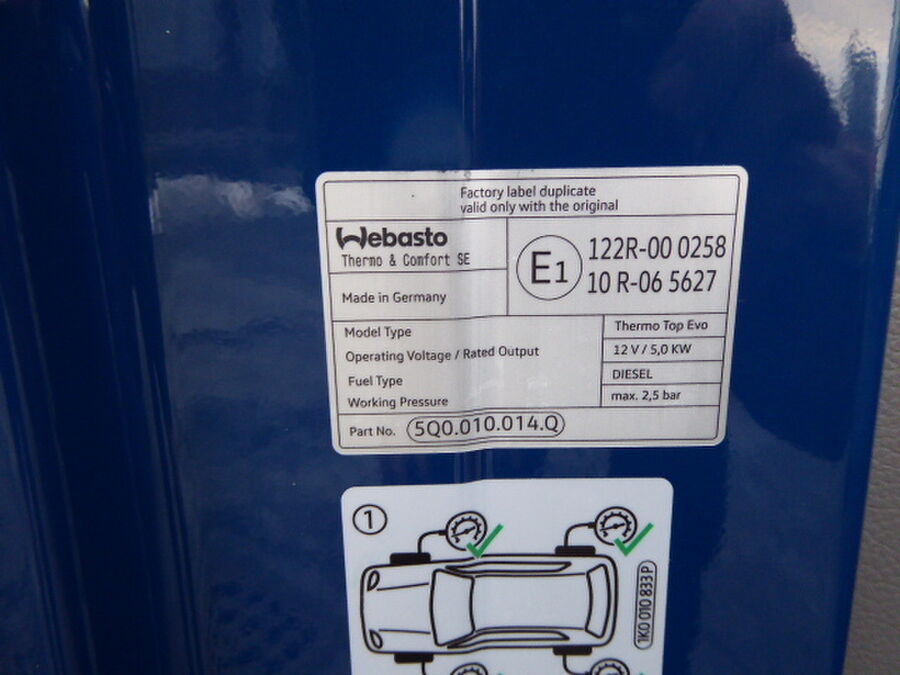 Factory label duplicate
valid only with the original
Webasto
Thermo & Comfort SE
Made in Germany
E1
122R-00 0258
10 R-06 5627
Model Type
Thermo Top Evo
Operating Voltage / Rated Output
12 V / 5,0 KW
Fuel Type
DIESEL
Working Pressure
max. 2,5 bar
Part No. 5Q0.010.014.Q
1
1K0 010 833 P